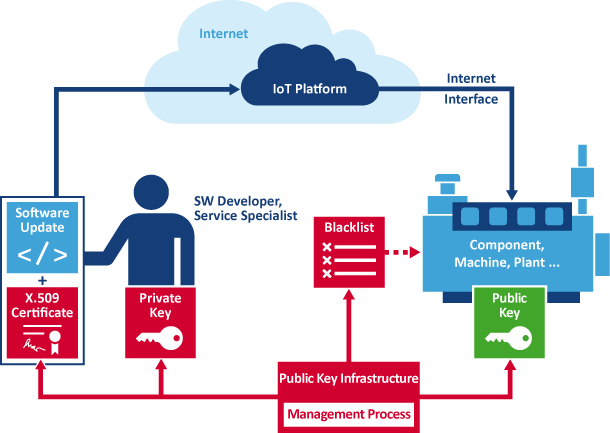 Internet
IoT Platform
Internet
Interface
SW Developer,
Service Specialist
Software
Update
</>
+
X.509
Certificate
Private
Key
Blacklist
Component,
Machine, Plant ...
Public
Key
Public Key Infrastructure
Management Process